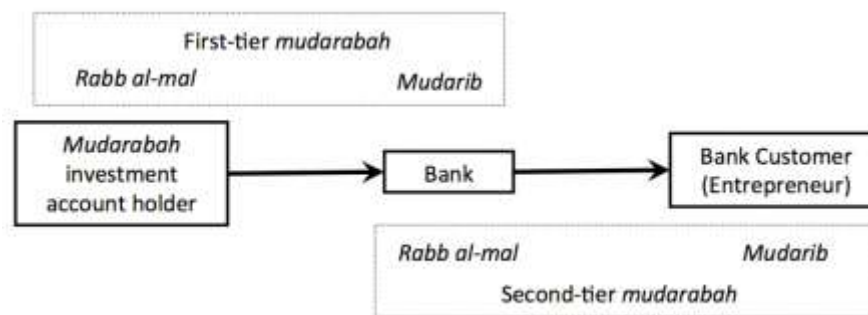 First-tier mudarabah
Rabb al-mal Mudarib
Mudarabah
investment
account holder
Bank
Bank Customer
(Entrepreneur)
Rabb al-mal Mudarib
Second-tier mudarabah